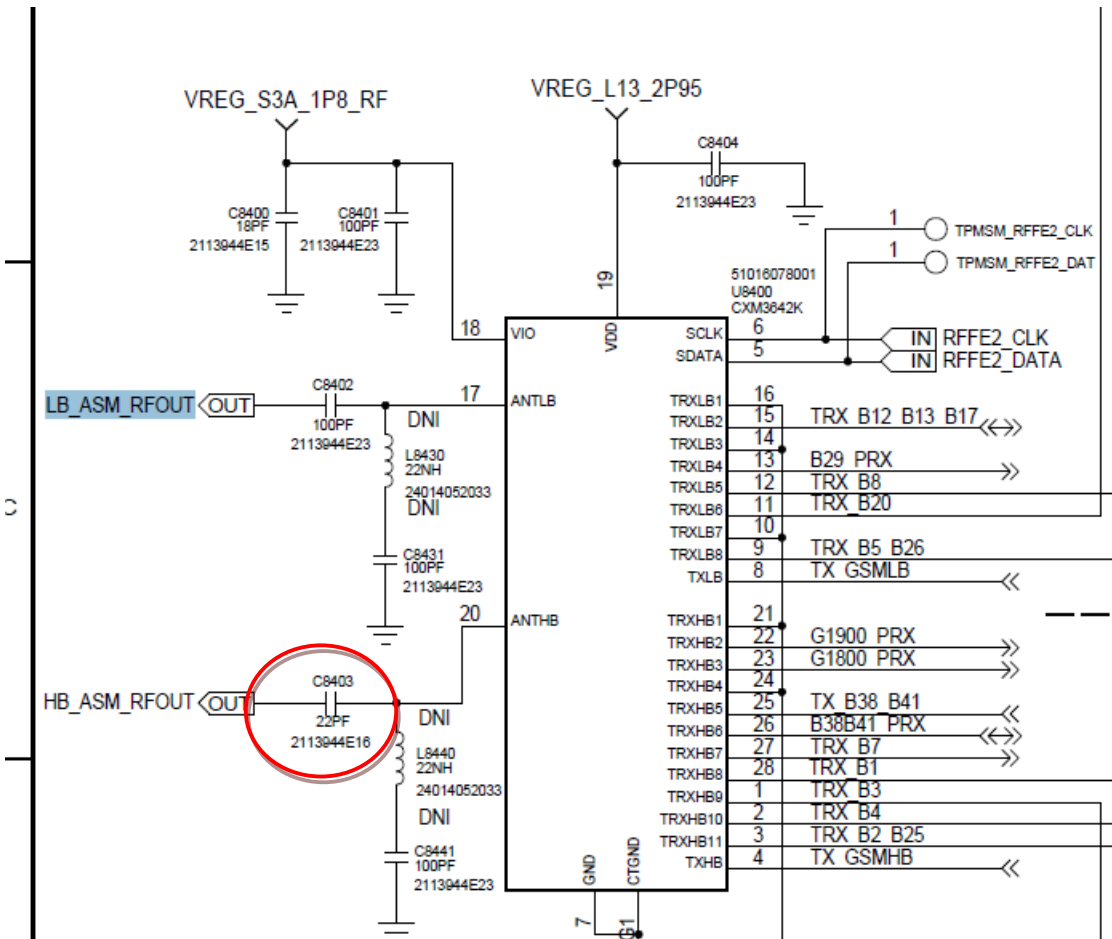 VREG_S3A_1P8_RF
VREG_L13_2P95
C8404
100PF
2113944E23
C8400
18PF
2113944E15
C8401
100PF
2113944E23
1
TPMSM_RFFE2_CLK
1
TPMSM_RFFE2_DAT
19
51016078001
U8400
CXM3642K
18
VIO
VDD
SCLK
6
IN
RFFE2_CLK
SDATA
5
IN
RFFE2_DATA
LB_ASM_RFOUT
OUT
C8402
100PF
2113944E23
17
ANTLB
DNI
L8430
22NH
24014052033
DNI
C8431
100PF
2113944E23
TRXLB1
16
TRXLB2
15
TRX_B12_B13_B17
TRXLB3
14
TRXLB4
13
B29_PRX
TRXLB5
12
TRX_B8
TRXLB6
11
TRX_B20
TRXLB7
10
TRXLB8
9
TRX_B5_B26
TXLB
8
TX_GSMLB
20
ANTHB
HB_ASM_RFOUT
OUT
C8403
22PF
2113944E16
DNI
L8440
22NH
24014052033
DNI
C8441
100PF
2113944E23
TRXHB1
21
TRXHB2
22
G1900_PRX
TRXHB3
23
G1800_PRX
TRXHB4
24
TRXHB5
25
TX_B38_B41
TRXHB6
26
B38B41_PRX
TRXHB7
27
TRX_B7
TRXHB8
28
TRX_B1
TRXHB9
1
TRX_B3
TRXHB10
2
TRX_B4
TRXHB11
3
TRX_B2_B25
TXHB
4
TX_GSMHB
GND
CTGND
7
G1